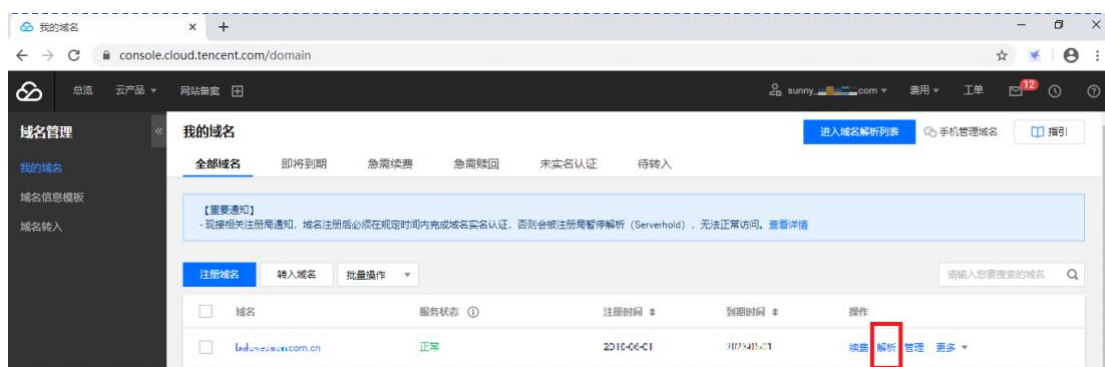 我的域名
console.cloud.tencent.com/domain
总览 云产品 网站备案 sunny com 费用 工单 12
域名管理 我的域名 进入域名解析列表 手机管理域名 指引
我的域名 全部域名 即将到期 急需续费 急需赎回 未实名认证 待转入
域名信息模板
【重要通知】
- 现接相关注册局通知，域名注册后必须在规定时间内完成域名实名认证，否则会被注册局暂停解析（Serverhold），无法正常访问。查看详情
域名转入
注册域名 转入域名 批量操作 请输入您要搜索的域名
域名 服务状态 注册时间 到期时间 操作
.com.cn 正常 续费 解析 管理 更多